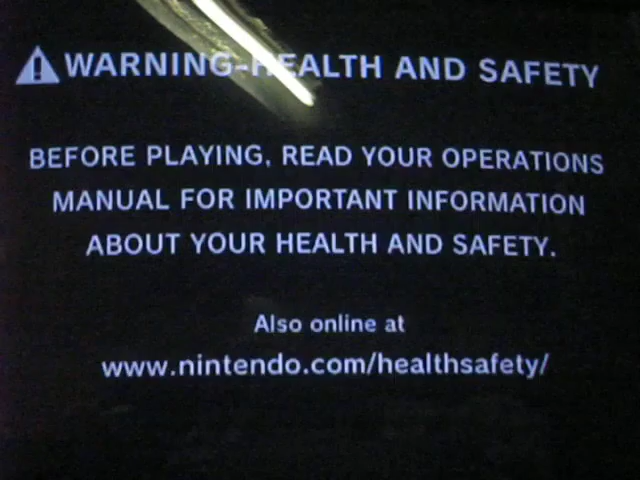 WARNING-HEALTH AND SAFETY
BEFORE PLAYING, READ YOUR OPERATIONS
MANUAL FOR IMPORTANT INFORMATION
ABOUT YOUR HEALTH AND SAFETY.
Also online at
www.nintendo.com/healthsafety/